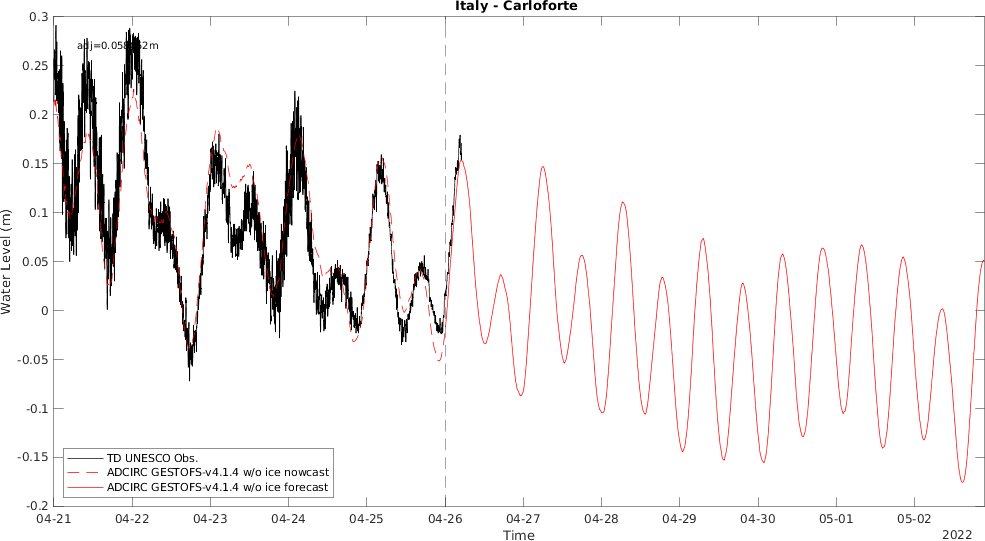 Italy - Carloforte
0.3
0.25
0.2
0.15
0.1
0.05
0
-0.05
-0.1
-0.15
-0.2
Water Level (m)
TD UNESCO Obs.
ADCIRC GESTOFS-v4.1.4 w/o ice nowcast
ADCIRC GESTOFS-v4.1.4 w/o ice forecast
04-21 04-22 04-23 04-24 04-25 04-26 04-27 04-28 04-29 04-30 05-01 05-02
Time
2022